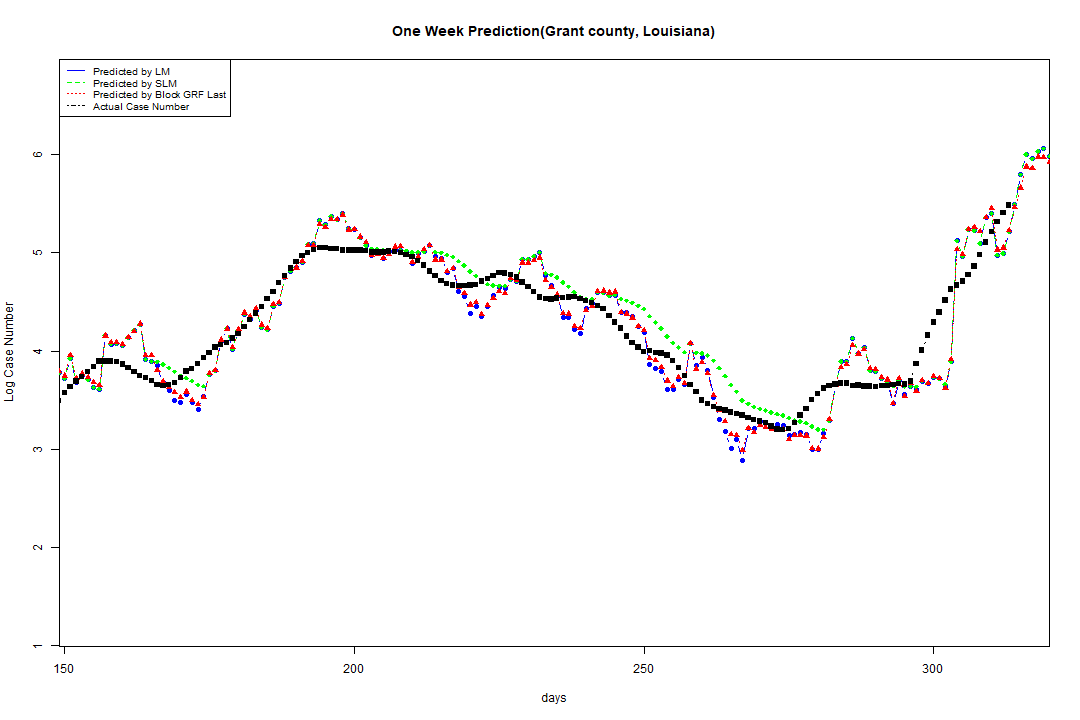 One Week Prediction(Grant county, Louisiana)
Predicted by LM
Predicted by SLM
Predicted by Block GRF Last
Actual Case Number
Log Case Number
6
5
4
3
2
1
150 200 250 300
days